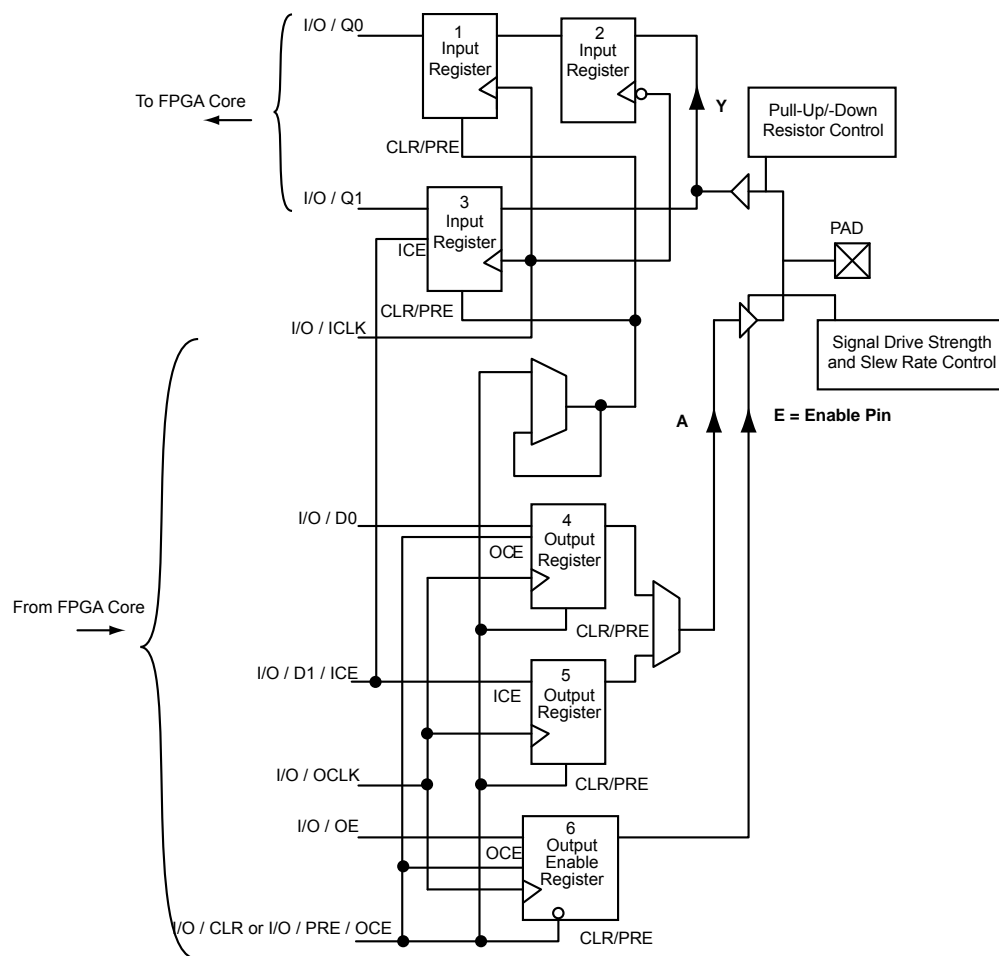 I/O / Q0
1
Input
Register
2
Input
Register
To FPGA Core
Y
Pull-Up/-Down
Resistor Control
CLR/PRE
I/O / Q1
3
Input
Register
ICE
PAD
CLR/PRE
I/O / ICLK
Signal Drive Strength
and Slew Rate Control
A
E = Enable Pin
I/O / D0
4
Output
Register
OCE
From FPGA Core
CLR/PRE
I/O / D1 / ICE
5
Output
Register
ICE
I/O / OCLK
CLR/PRE
I/O / OE
6
Output
Enable
Register
OCE
I/O / CLR or I/O / PRE / OCE
CLR/PRE